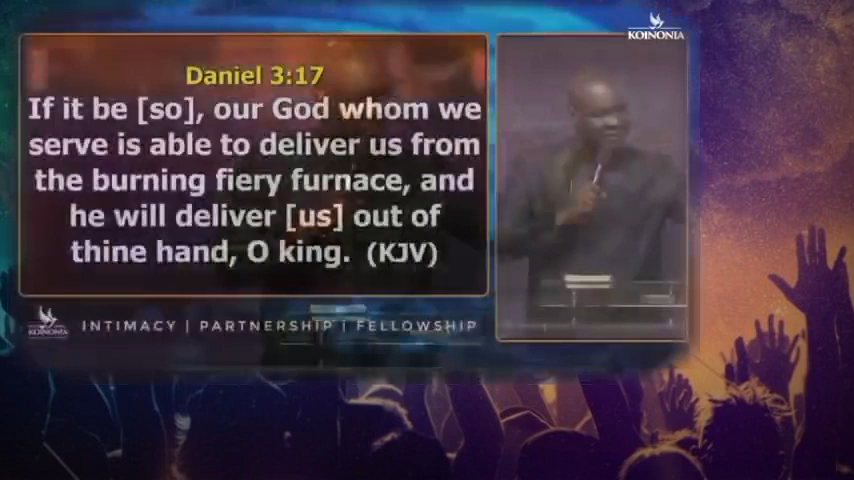 KOINONIA
Daniel 3:17
If it be [so], our God whom we
serve is able to deliver us from
the burning fiery furnace, and
he will deliver [us] out of
thine hand, O king. (KJV)
KOINONIA
INTIMACY | PARTNERSHIP | FELLOWSHIP